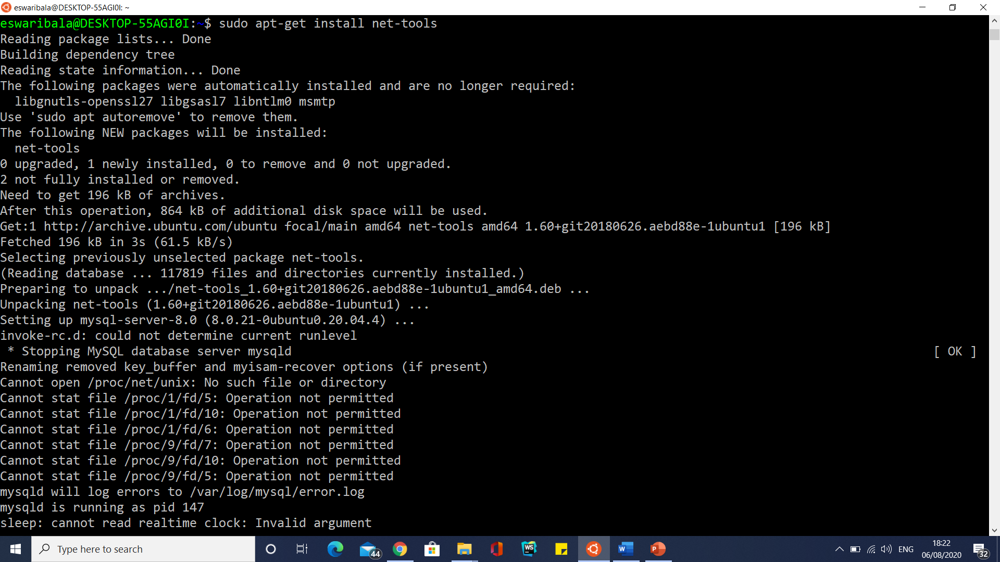 eswaribala@DESKTOP-55AGI0I: ~
eswaribala@DESKTOP-55AGI0I:~$ sudo apt-get install net-tools
Reading package lists... Done
Building dependency tree
Reading state information... Done
The following packages were automatically installed and are no longer required:
  libgnutls-openssl27 libgsasl7 libntlm0 msmtp
Use 'sudo apt autoremove' to remove them.
The following NEW packages will be installed:
  net-tools
0 upgraded, 1 newly installed, 0 to remove and 0 not upgraded.
2 not fully installed or removed.
Need to get 196 kB of archives.
After this operation, 864 kB of additional disk space will be used.
Get:1 http://archive.ubuntu.com/ubuntu focal/main amd64 net-tools amd64 1.60+git20180626.aebd88e-1ubuntu1 [196 kB]
Fetched 196 kB in 3s (61.5 kB/s)
Selecting previously unselected package net-tools.
(Reading database ... 117819 files and directories currently installed.)
Preparing to unpack .../net-tools_1.60+git20180626.aebd88e-1ubuntu1_amd64.deb ...
Unpacking net-tools (1.60+git20180626.aebd88e-1ubuntu1) ...
Setting up mysql-server-8.0 (8.0.21-0ubuntu0.20.04.4) ...
invoke-rc.d: could not determine current runlevel
 * Stopping MySQL database server mysqld [ OK ]
Renaming removed key_buffer and myisam-recover options (if present)
Cannot open /proc/net/unix: No such file or directory
Cannot stat file /proc/1/fd/5: Operation not permitted
Cannot stat file /proc/1/fd/10: Operation not permitted
Cannot stat file /proc/1/fd/6: Operation not permitted
Cannot stat file /proc/9/fd/7: Operation not permitted
Cannot stat file /proc/9/fd/10: Operation not permitted
Cannot stat file /proc/9/fd/5: Operation not permitted
mysqld will log errors to /var/log/mysql/error.log
mysqld is running as pid 147
sleep: cannot read realtime clock: Invalid argument
Type here to search
44
WS
W
P
ENG
18:22
06/08/2020
32